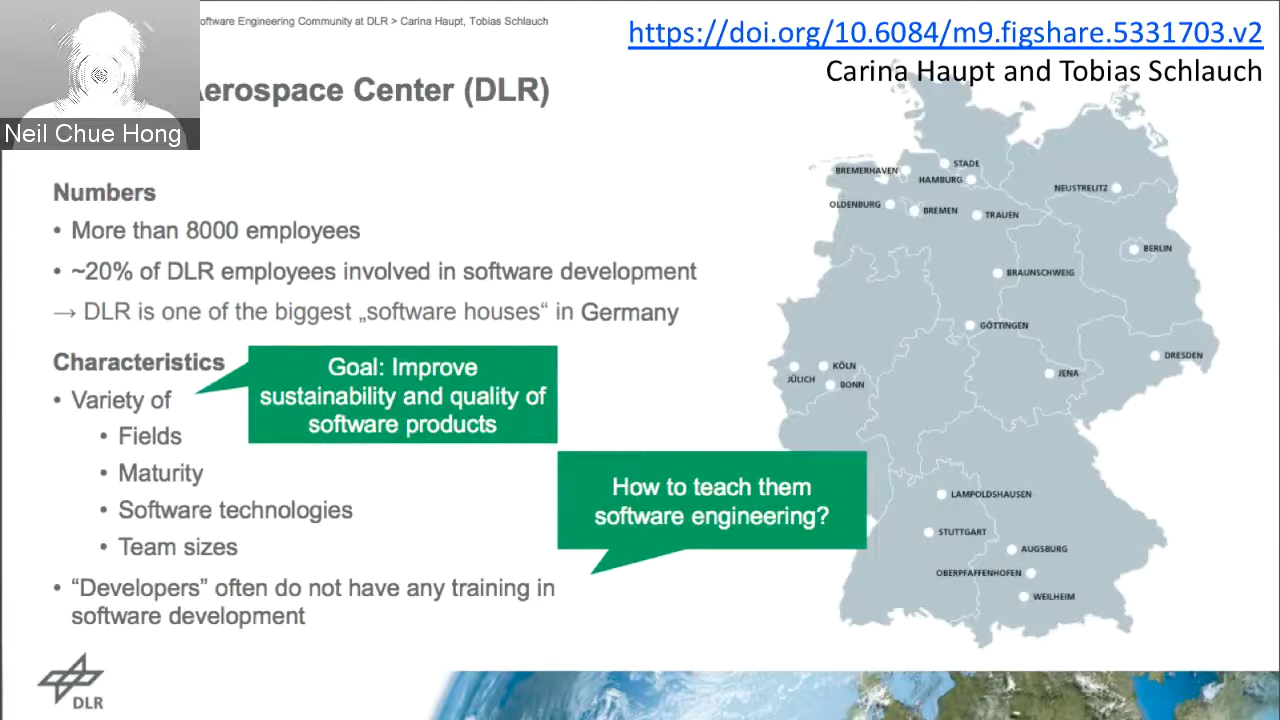 oftware Engineering Community at DLR > Carina Haupt, Tobias Schlauch
https://doi.org/10.6084/m9.figshare.5331703.v2
Carina Haupt and Tobias Schlauch
Aerospace Center (DLR)
Neil Chue Hong
Numbers
• More than 8000 employees
• ~20% of DLR employees involved in software development
→ DLR is one of the biggest „software houses“ in Germany
Characteristics
• Variety of
• Fields
• Maturity
• Software technologies
• Team sizes
• “Developers” often do not have any training in
software development
Goal: Improve
sustainability and quality of
software products
How to teach them
software engineering?
STADE
BREMERHAVEN
HAMBURG
NEUSTRELITZ
OLDENBURG
BREMEN
TRAUEN
BERLIN
BRAUNSCHWEIG
GÖTTINGEN
DRESDEN
KÖLN
JÜLICH
BONN
JENA
LAMPOLDSHAUSEN
STUTTGART
AUGSBURG
OBERPFAFFENHOFEN
WEILHEIM
DLR